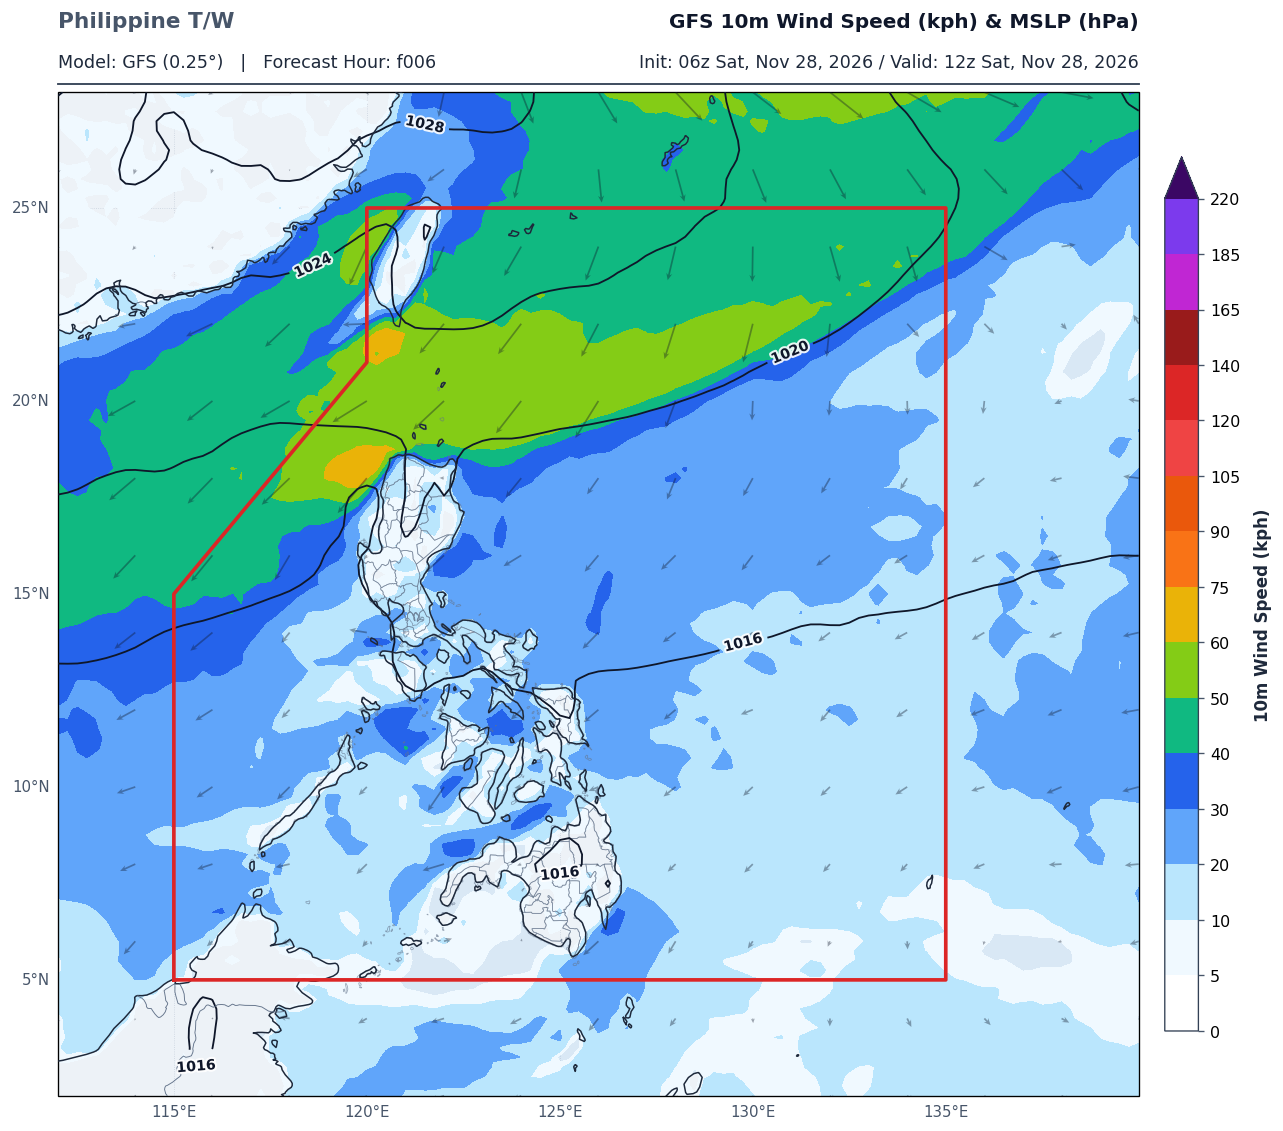 Philippine T/W
GFS 10m Wind Speed (kph) & MSLP (hPa)
Model: GFS (0.25°)   |   Forecast Hour: f006
Init: 06z Sat, Nov 28, 2026 / Valid: 12z Sat, Nov 28, 2026
1028
1024
1020
1016
1016
1016
25°N
20°N
15°N
10°N
5°N
115°E
120°E
125°E
130°E
135°E
220
185
165
140
120
105
90
75
60
50
40
30
20
10
5
0
10m Wind Speed (kph)